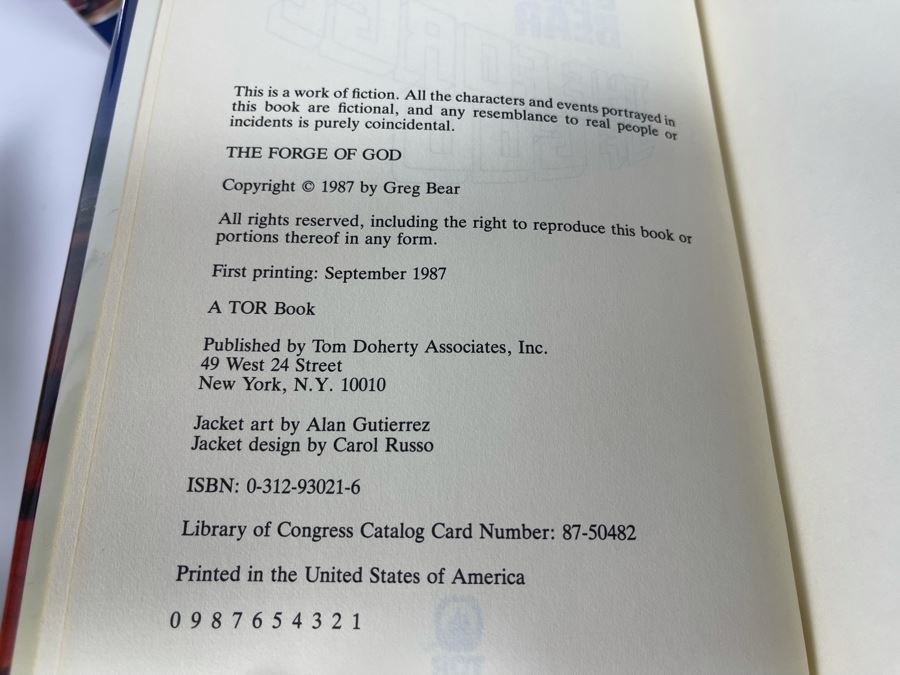 This is a work of fiction. All the characters and events portrayed in
this book are fictional, and any resemblance to real people or
incidents is purely coincidental.
THE FORGE OF GOD
Copyright © 1987 by Greg Bear
All rights reserved, including the right to reproduce this book or
portions thereof in any form.
First printing: September 1987
A TOR Book
Published by Tom Doherty Associates, Inc.
49 West 24 Street
New York, N.Y. 10010
Jacket art by Alan Gutierrez
Jacket design by Carol Russo
ISBN: 0-312-93021-6
Library of Congress Catalog Card Number: 87-50482
Printed in the United States of America
0 9 8 7 6 5 4 3 2 1